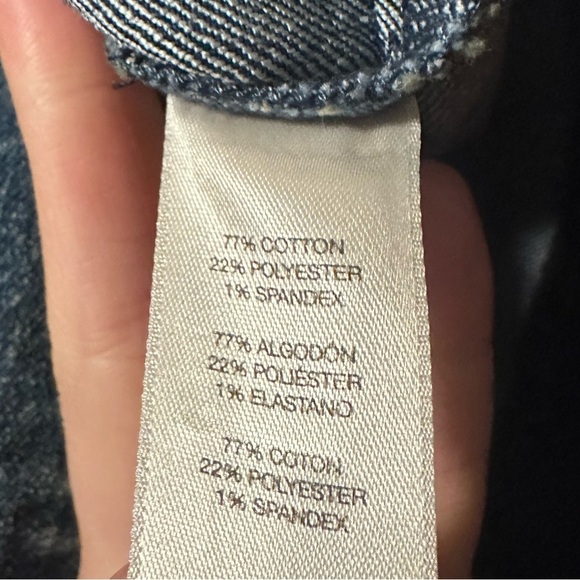 77% COTTON
22% POLYESTER
1% SPANDEX
77% ALGODÓN
22% POLIÉSTER
1% ELASTANO
77% COTON
22% POLYESTER
1% SPANDEX